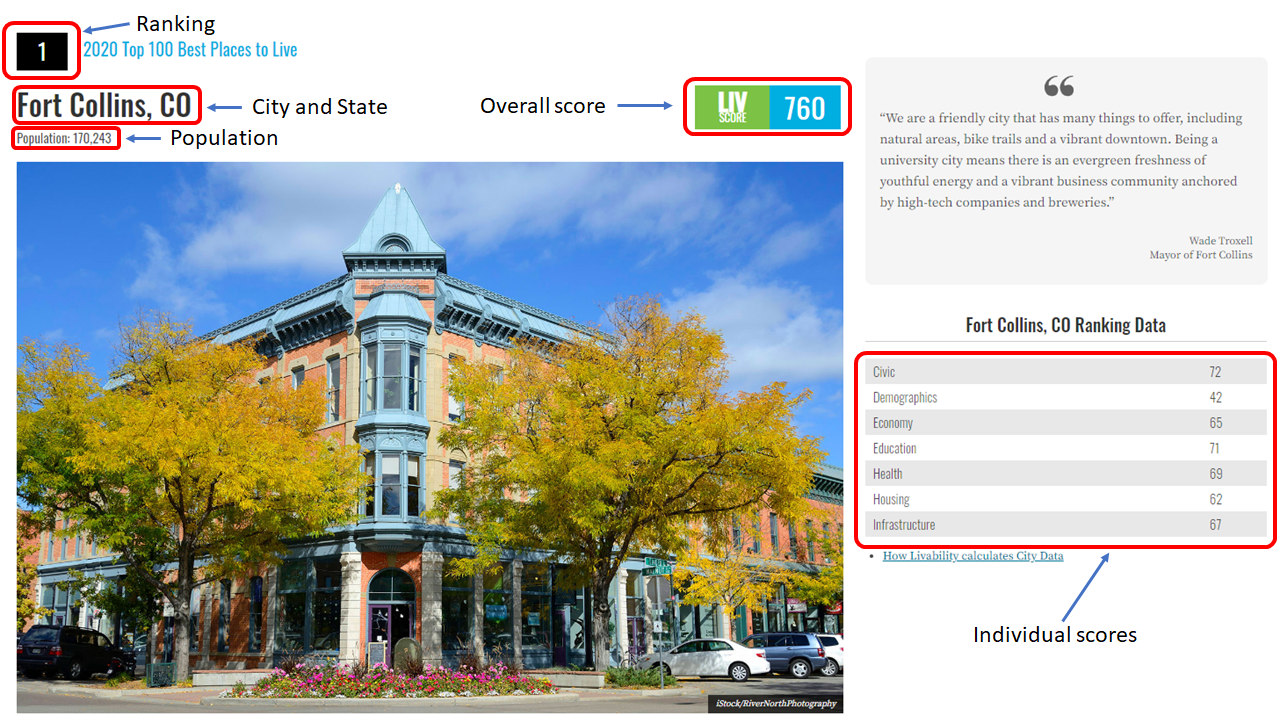 Ranking
1
2020 Top 100 Best Places to Live
Fort Collins, CO
City and State
Population: 170,243
Population
Overall score
LIV
SCORE
760
iStock/RiverNorthPhotography
“We are a friendly city that has many things to offer, including
natural areas, bike trails and a vibrant downtown. Being a
university city means there is an evergreen freshness of
youthful energy and a vibrant business community anchored
by high-tech companies and breweries.”
Wade Troxell
Mayor of Fort Collins
Fort Collins, CO Ranking Data
Civic 72
Demographics 42
Economy 65
Education 71
Health 69
Housing 62
Infrastructure 67
How Livability calculates City Data
Individual scores